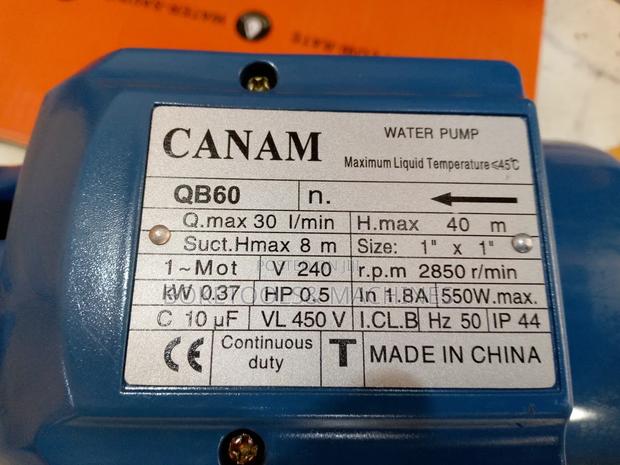 CANAM
WATER PUMP
Maximum Liquid Temperature≤45℃
QB60 n.
Q.max 30 l/min H.max 40 m
Suct.Hmax 8 m Size: 1" x 1"
1~Mot V 240 r.p.m 2850 r/min
kW 0.37 HP 0.5 In 1.8A 550W.max.
C 10 µF VL 450 V I.CL.B Hz 50 IP 44
CE Continuous duty T MADE IN CHINA